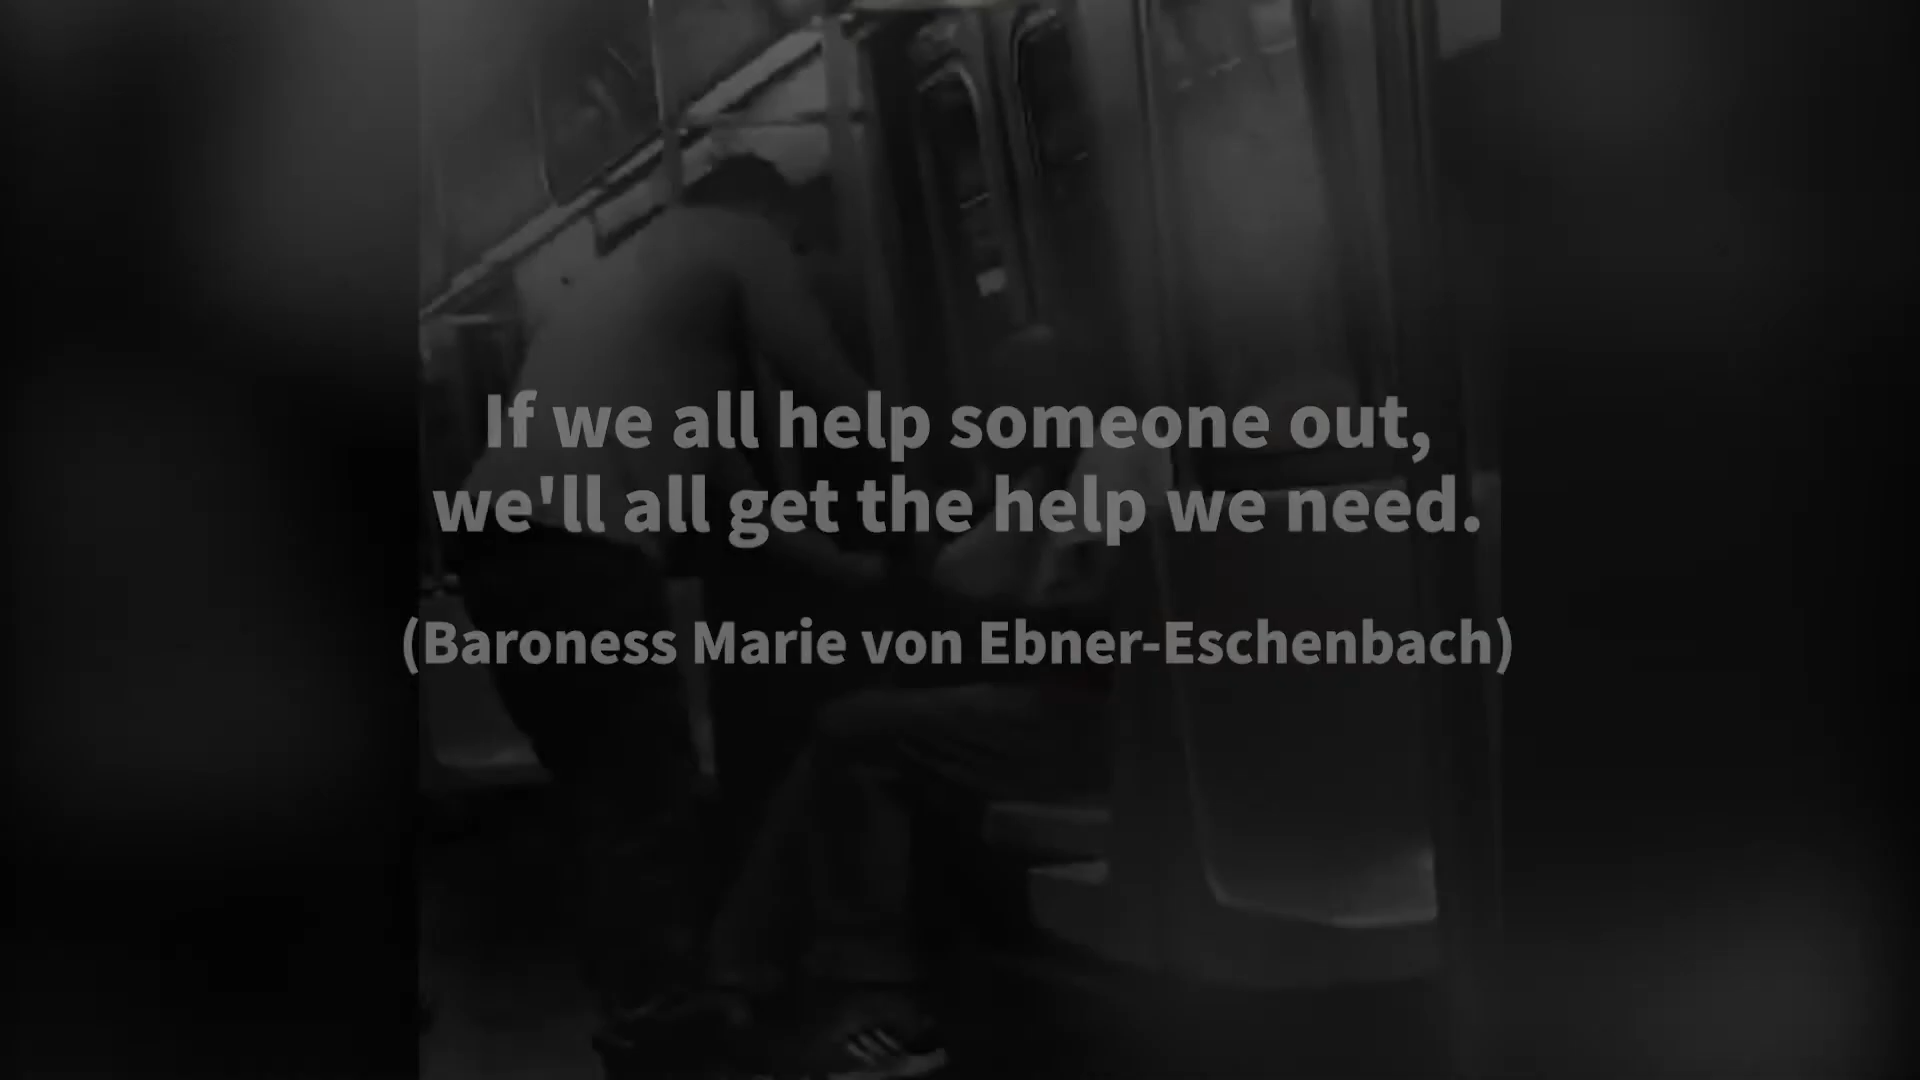 If we all help someone out,
we'll all get the help we need.
(Baroness Marie von Ebner-Eschenbach)